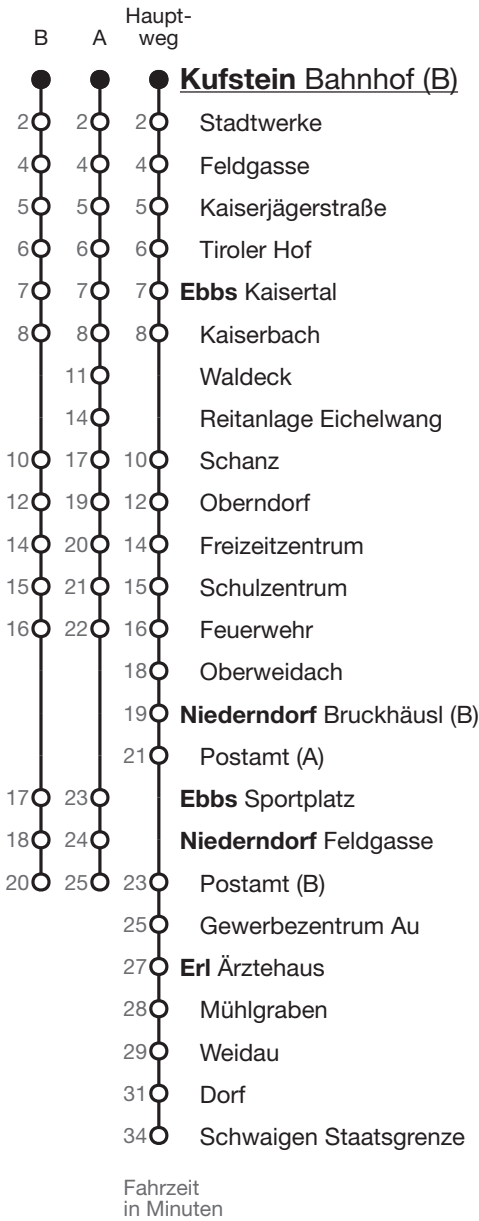 Haupt-
B A weg
Kufstein Bahnhof (B)
2 2 2 Stadtwerke
4 4 4 Feldgasse
5 5 5 Kaiserjägerstraße
6 6 6 Tiroler Hof
7 7 7 Ebbs Kaisertal
8 8 8 Kaiserbach
11 Waldeck
14 Reitanlage Eichelwang
10 17 10 Schanz
12 19 12 Oberndorf
14 20 14 Freizeitzentrum
15 21 15 Schulzentrum
16 22 16 Feuerwehr
18 Oberweidach
19 Niederndorf Bruckhäusl (B)
21 Postamt (A)
17 23 Ebbs Sportplatz
18 24 Niederndorf Feldgasse
20 25 23 Postamt (B)
25 Gewerbezentrum Au
27 Erl Ärztehaus
28 Mühlgraben
29 Weidau
31 Dorf
34 Schwaigen Staatsgrenze
Fahrzeit
in Minuten